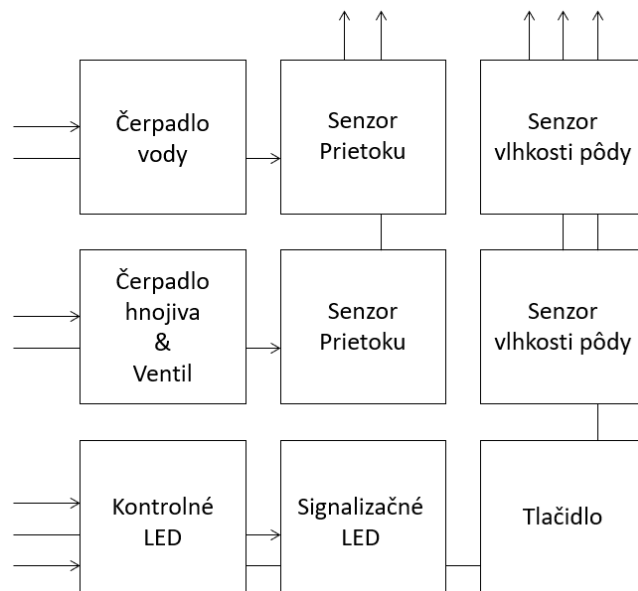 Čerpadlo
vody
Senzor
Prietoku
Senzor
vlhkosti pôdy
Čerpadlo
hnojiva
&
Ventil
Senzor
Prietoku
Senzor
vlhkosti pôdy
Kontrolné
LED
Signalizačné
LED
Tlačidlo